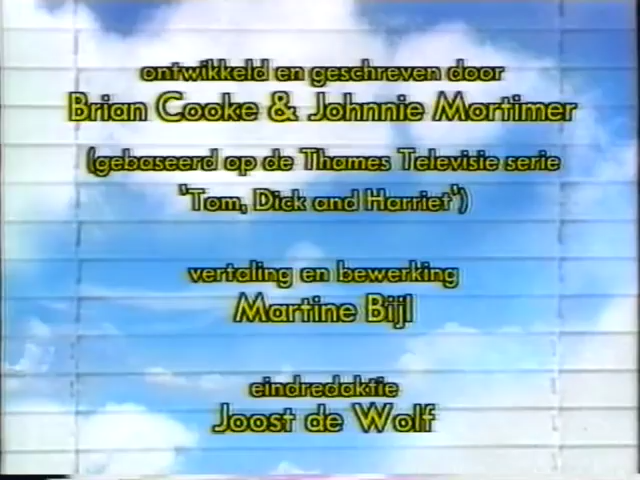 ontwikkeld en geschreven door
Brian Cooke & Johnnie Mortimer
(gebaseerd op de Thames Televisie serie
'Tom, Dick and Harriet')
vertaling en bewerking
Martine Bijl
eindredaktie
Joost de Wolf